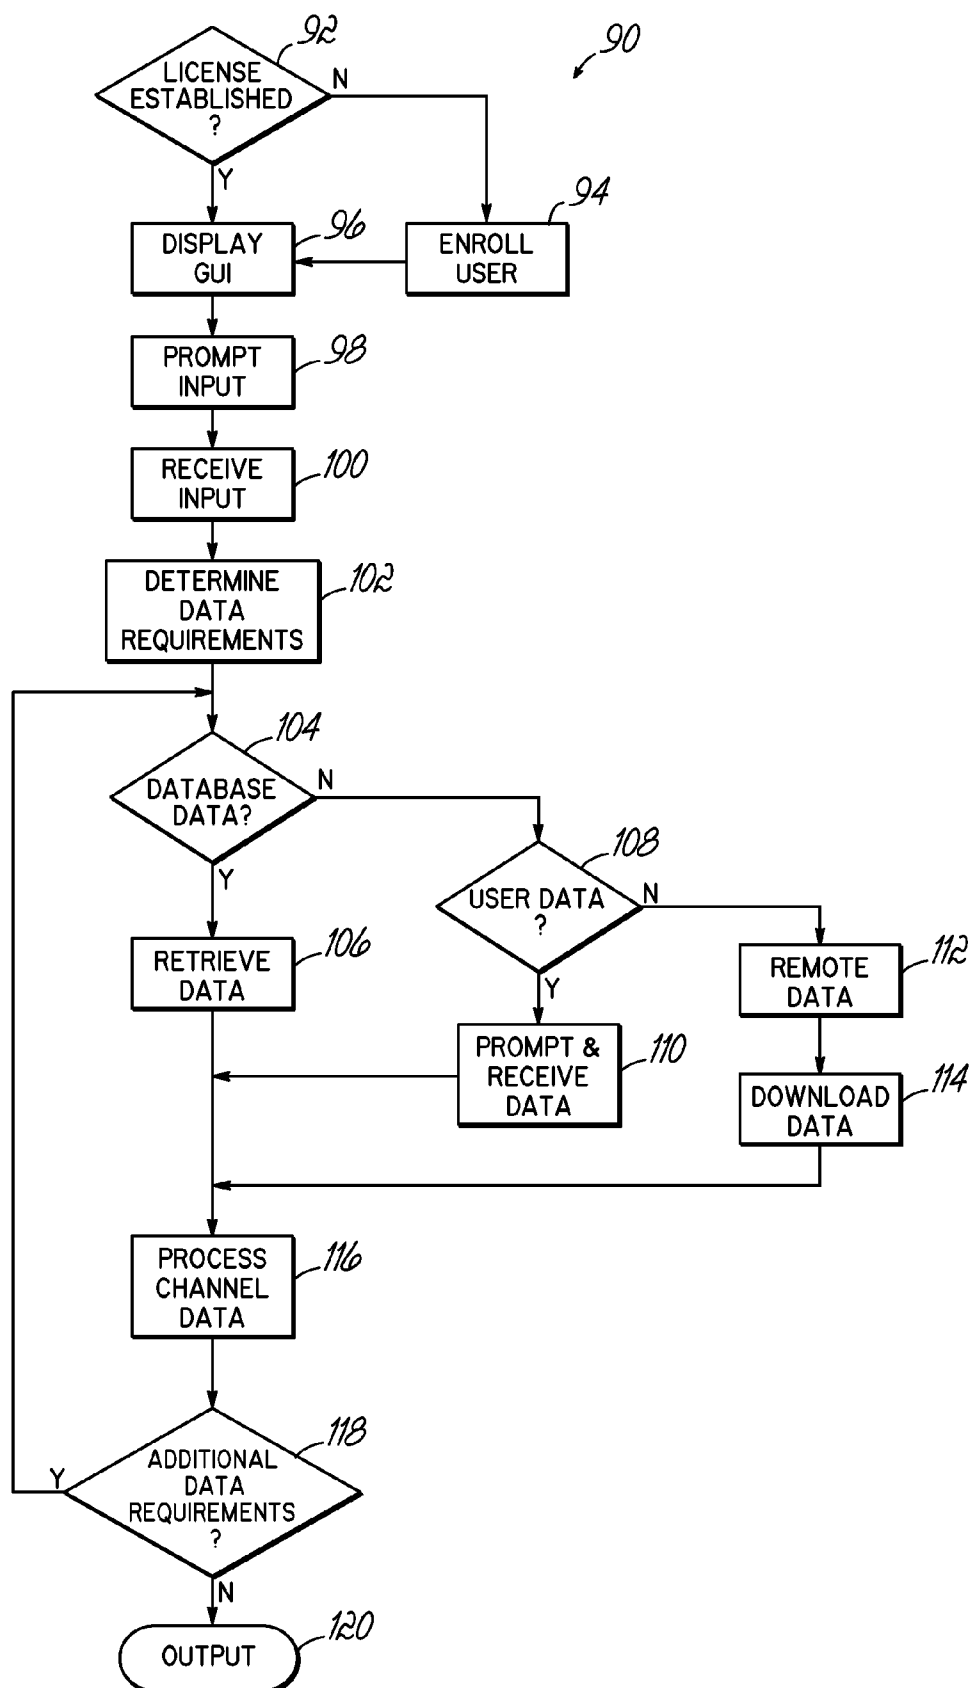 92
90
LICENSE
ESTABLISHED
?
N
Y
96
94
DISPLAY
GUI
ENROLL
USER
98
PROMPT
INPUT
100
RECEIVE
INPUT
102
DETERMINE
DATA
REQUIREMENTS
104
DATABASE
DATA?
N
Y
108
USER DATA
?
N
Y
106
RETRIEVE
DATA
112
REMOTE
DATA
110
PROMPT &
RECEIVE
DATA
114
DOWNLOAD
DATA
116
PROCESS
CHANNEL
DATA
118
ADDITIONAL
DATA
REQUIREMENTS
?
Y
N
120
OUTPUT